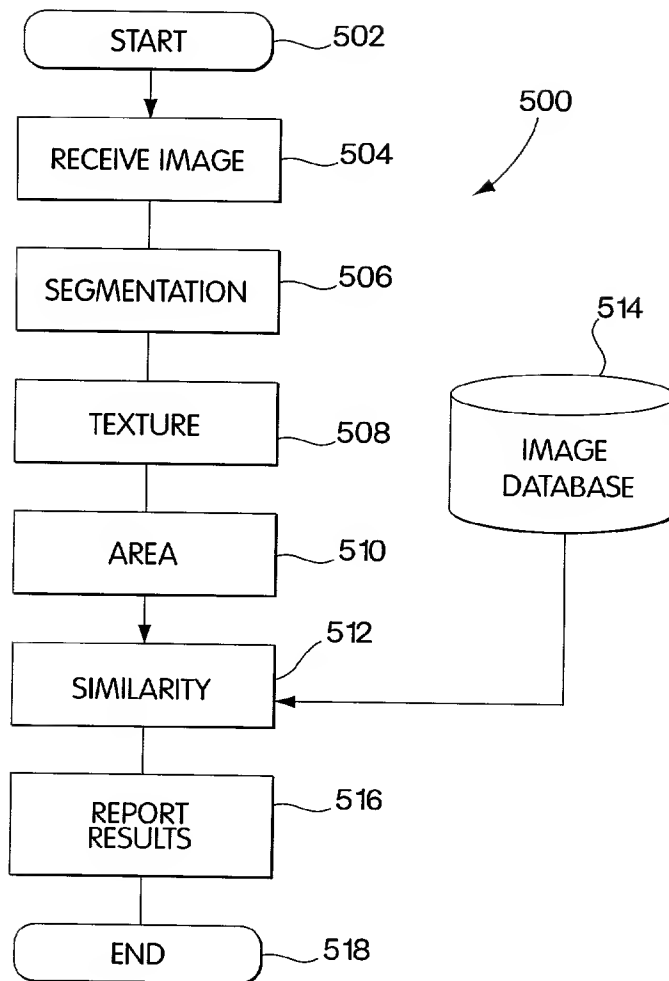 START
502
500
RECEIVE IMAGE
504
SEGMENTATION
506
514
TEXTURE
508
IMAGE
DATABASE
AREA
510
512
SIMILARITY
REPORT
RESULTS
516
END
518